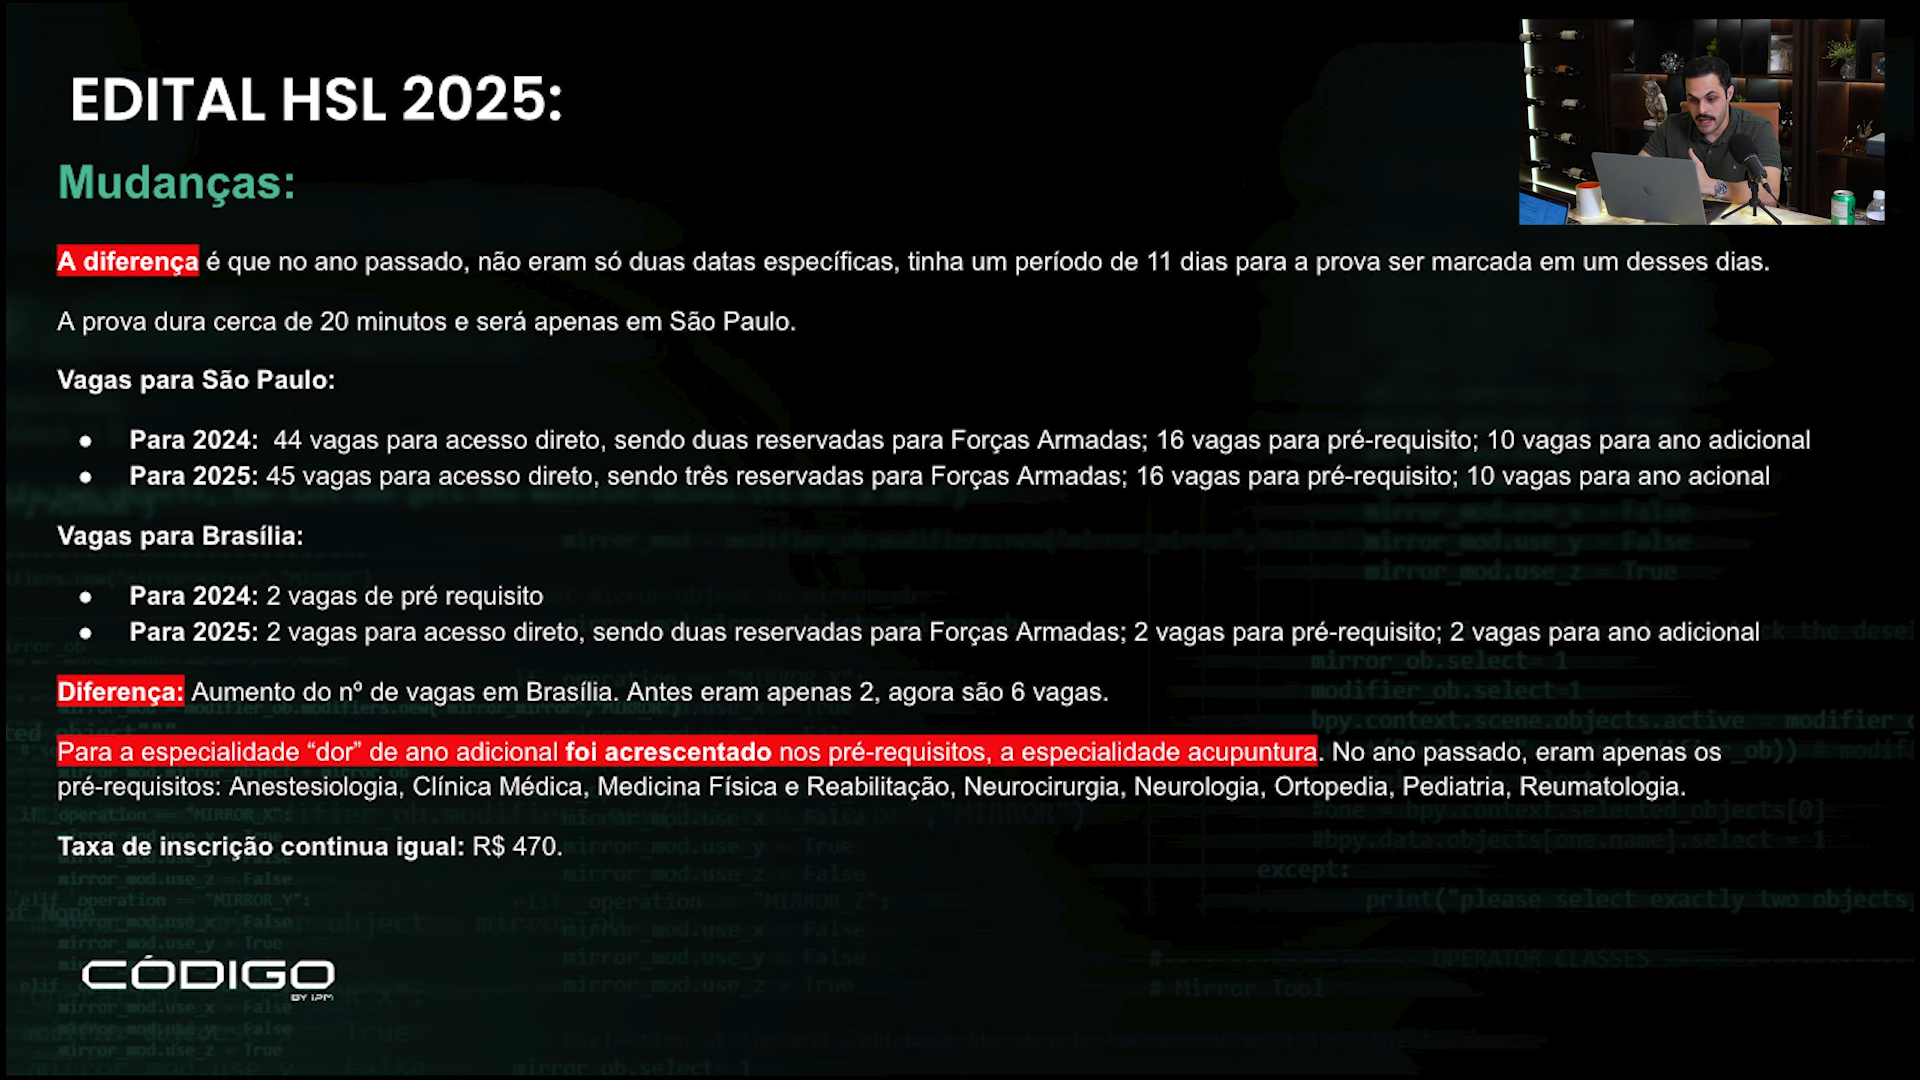 EDITAL HSL 2025:
Mudanças:
A diferença é que no ano passado, não eram só duas datas específicas, tinha um período de 11 dias para a prova ser marcada em um desses dias.
A prova dura cerca de 20 minutos e será apenas em São Paulo.
Vagas para São Paulo:
● Para 2024: 44 vagas para acesso direto, sendo duas reservadas para Forças Armadas; 16 vagas para pré-requisito; 10 vagas para ano adicional
● Para 2025: 45 vagas para acesso direto, sendo três reservadas para Forças Armadas; 16 vagas para pré-requisito; 10 vagas para ano acional
Vagas para Brasília:
● Para 2024: 2 vagas de pré requisito
● Para 2025: 2 vagas para acesso direto, sendo duas reservadas para Forças Armadas; 2 vagas para pré-requisito; 2 vagas para ano adicional
Diferença: Aumento do nº de vagas em Brasília. Antes eram apenas 2, agora são 6 vagas.
Para a especialidade “dor” de ano adicional foi acrescentado nos pré-requisitos, a especialidade acupuntura. No ano passado, eram apenas os
pré-requisitos: Anestesiologia, Clínica Médica, Medicina Física e Reabilitação, Neurocirurgia, Neurologia, Ortopedia, Pediatria, Reumatologia.
Taxa de inscrição continua igual: R$ 470.
CÓDIGO
BY IPM